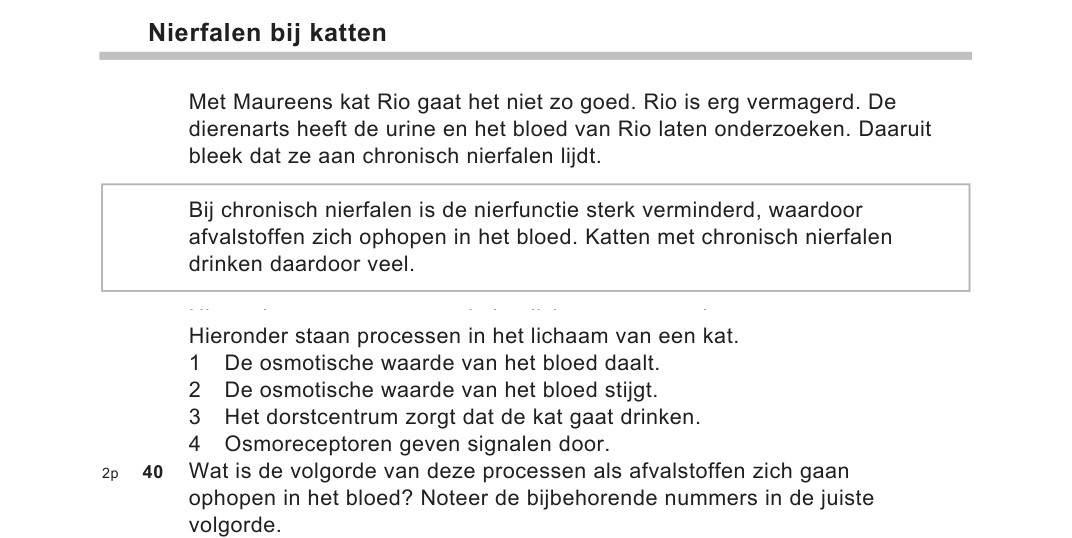 Nierfalen bij katten
Met Maureens kat Rio gaat het niet zo goed. Rio is erg vermagerd. De
dierenarts heeft de urine en het bloed van Rio laten onderzoeken. Daaruit
bleek dat ze aan chronisch nierfalen lijdt.
Bij chronisch nierfalen is de nierfunctie sterk verminderd, waardoor
afvalstoffen zich ophopen in het bloed. Katten met chronisch nierfalen
drinken daardoor veel.
Hieronder staan processen in het lichaam van een kat.
1 De osmotische waarde van het bloed daalt.
2 De osmotische waarde van het bloed stijgt.
3 Het dorstcentrum zorgt dat de kat gaat drinken.
4 Osmoreceptoren geven signalen door.
2p 40 Wat is de volgorde van deze processen als afvalstoffen zich gaan
ophopen in het bloed? Noteer de bijbehorende nummers in de juiste
volgorde.